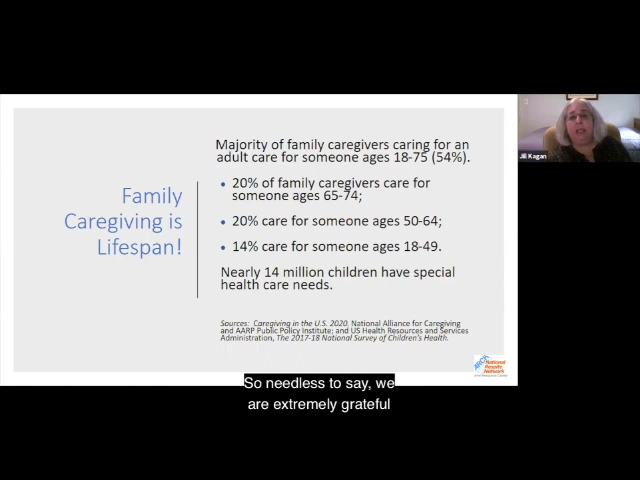 Family
Caregiving is
Lifespan!
Majority of family caregivers caring for an
adult care for someone ages 18-75 (54%).
• 20% of family caregivers care for
someone ages 65-74;
• 20% care for someone ages 50-64;
• 14% care for someone ages 18-49.
Nearly 14 million children have special
health care needs.
Sources: Caregiving in the U.S. 2020. National Alliance for Caregiving
and AARP Public Policy Institute; and US Health Resources and Services
Administration, The 2017-18 National Survey of Children's Health.
ARCH National
Respite
Network
Jill Kagan
So needless to say, we
are extremely grateful